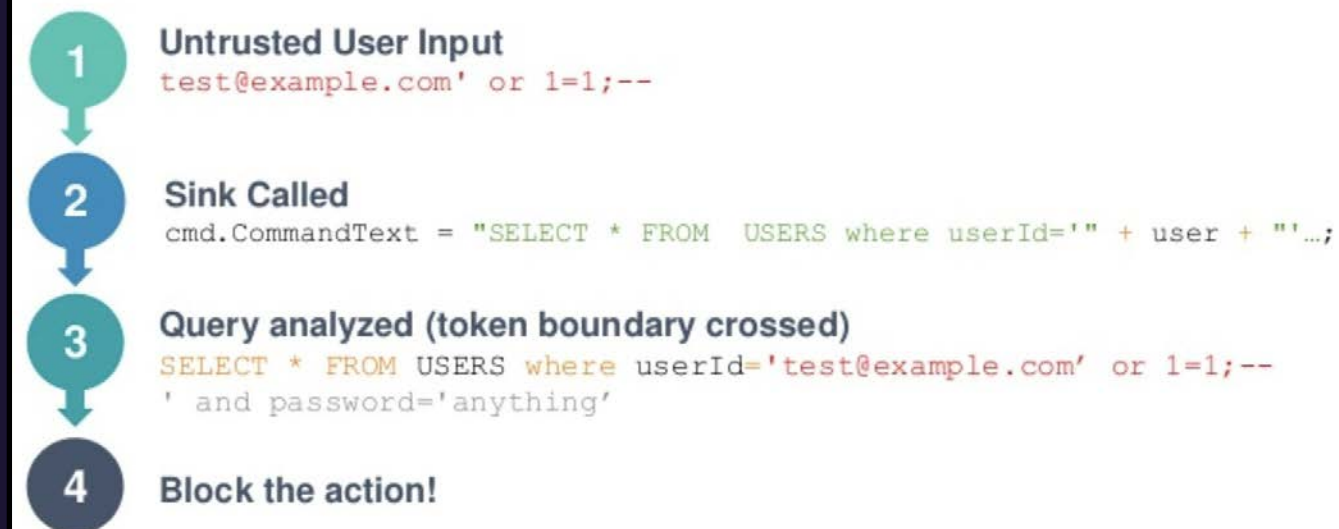 1
Untrusted User Input
test@example.com' or 1=1;--
2
Sink Called
cmd.CommandText = "SELECT * FROM  USERS where userId='" + user + "'…;
3
Query analyzed (token boundary crossed)
SELECT * FROM USERS where userId='test@example.com’ or 1=1;--
' and password='anything’
4
Block the action!